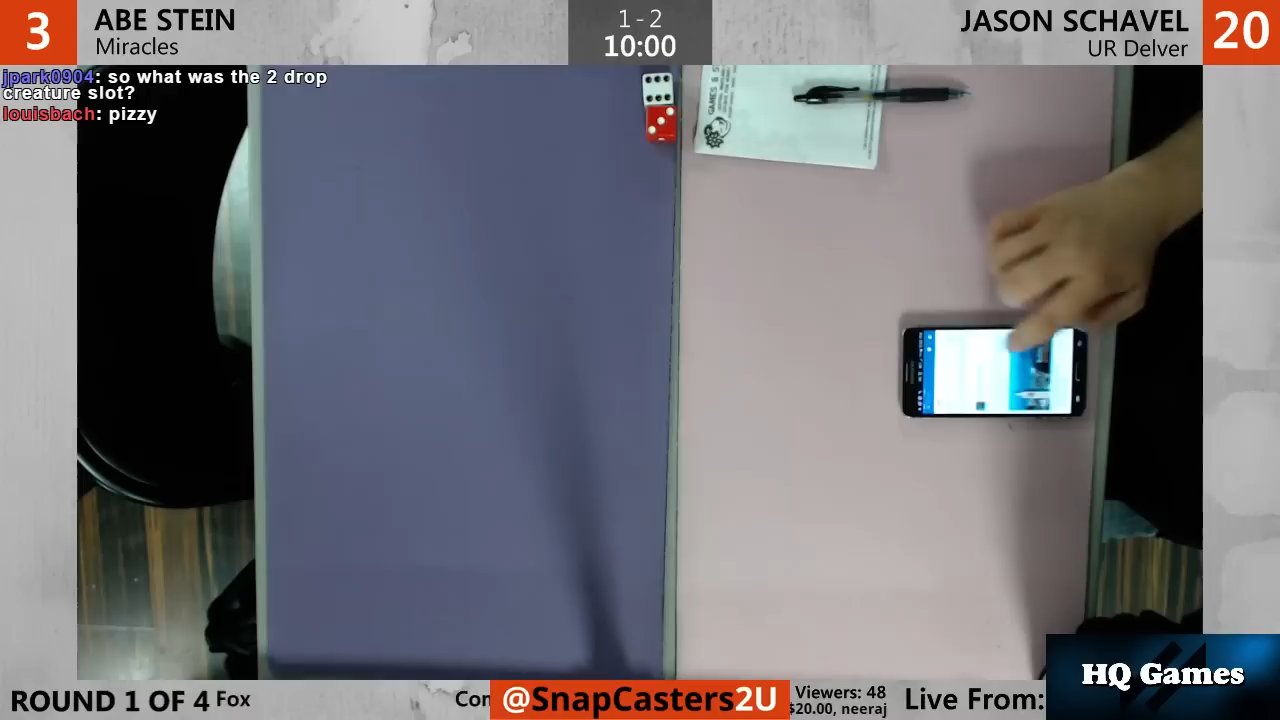 3
ABE STEIN
Miracles
1 - 2
10:00
JASON SCHAVEL
UR Delver
20
jpark0904: so what was the 2 drop
creature slot?
louisbach: pizzy
GAMES &
ROUND 1 OF 4 Fox
Con
@SnapCasters2U
Viewers: 48
$20.00, neeraj
Live From:
HQ Games